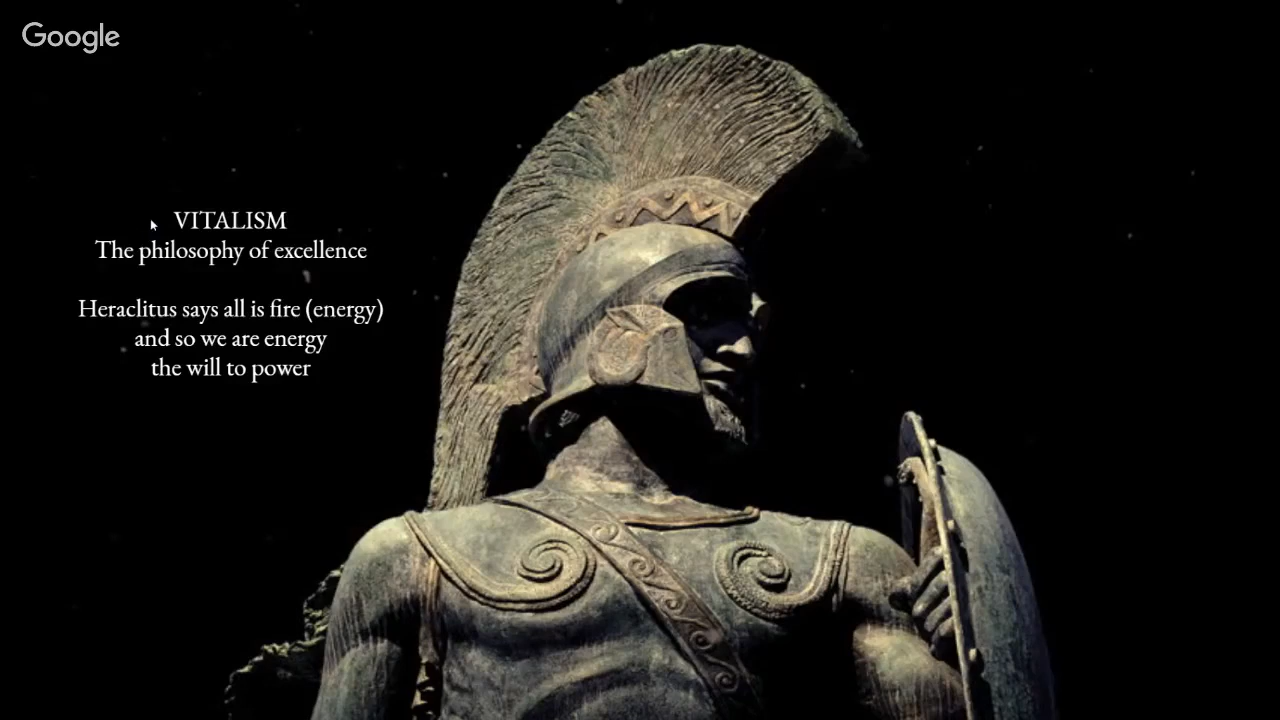 Google
VITALISM
The philosophy of excellence
Heraclitus says all is fire (energy)
and so we are energy
the will to power